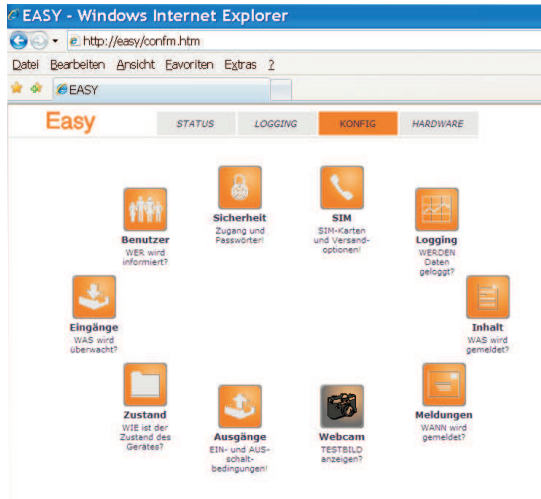 EASY - Windows Internet Explorer
http://easy/confm.htm
Datei Bearbeiten Ansicht Favoriten Extras ?
EASY
Easy STATUS LOGGING KONFIG HARDWARE
Sicherheit
Zugang und
Passwörter!
SIM
SIM-Karten
und Versand-
optionen!
Benutzer
WER wird
informiert?
Logging
WERDEN
Daten
geloggt?
Eingänge
WAS wird
überwacht?
Inhalt
WAS wird
gemeldet?
Zustand
WIE ist der
Zustand des
Gerätes?
Ausgänge
EIN- und AUS-
schalt-
bedingungen!
Webcam
TESTBILD
anzeigen?
Meldungen
WANN wird
gemeldet?